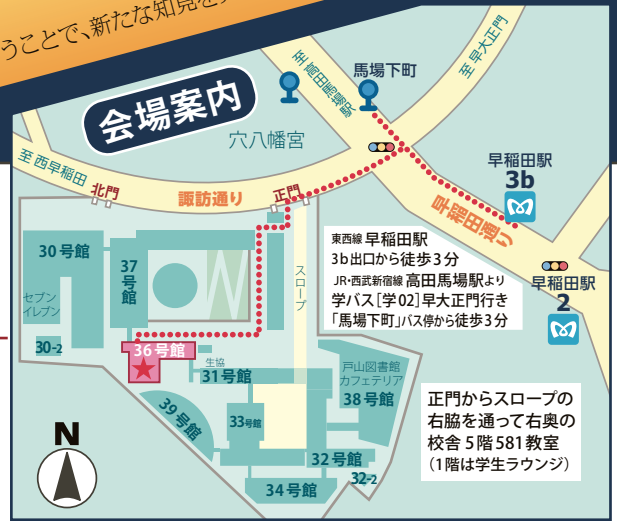 うことで、新たな知見を
会場案内
至高田馬場駅
馬場下町
至早大正門
穴八幡宮
至西早稲田
北門
諏訪通り
正門
早稲田駅
3b
早稲田通り
早稲田駅
2
東西線 早稲田駅
3b出口から徒歩3分
JR・西武新宿線 高田馬場駅より
学バス[学02]早大正門行き
「馬場下町」バス停から徒歩3分
スロープ
30号館
37号館
セブン
イレブン
30-2
36号館
生協
31号館
戸山図書館
カフェテリア
38号館
39号館
33号館
32号館
32-2
34号館
正門からスロープの
右脇を通って右奥の
校舎5階581教室
(1階は学生ラウンジ)
N
W